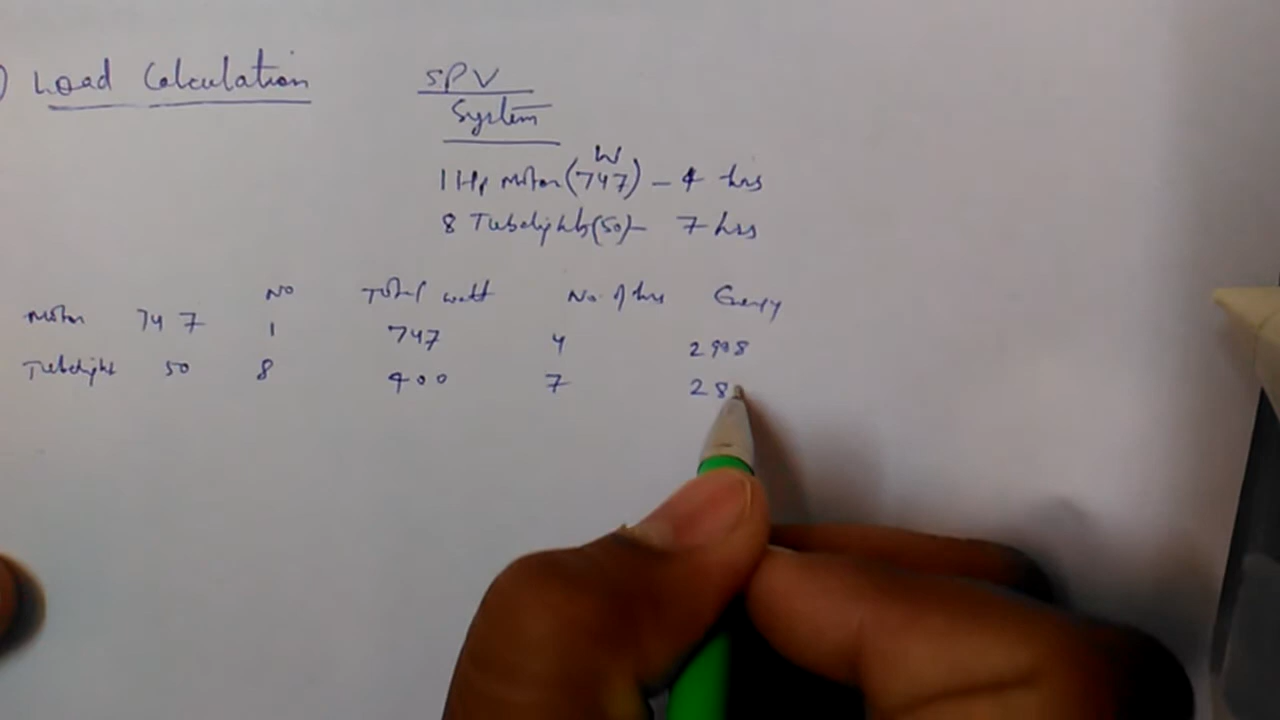 ) Load Calculation
SPV
System
1 Hp Motor (747) – 4 hrs
W
8 Tubelights (50) – 7 hrs
No Total watt No. of hrs Energy
Motor 747 1 747 4 2988
Tubelight 50 8 400 7 28